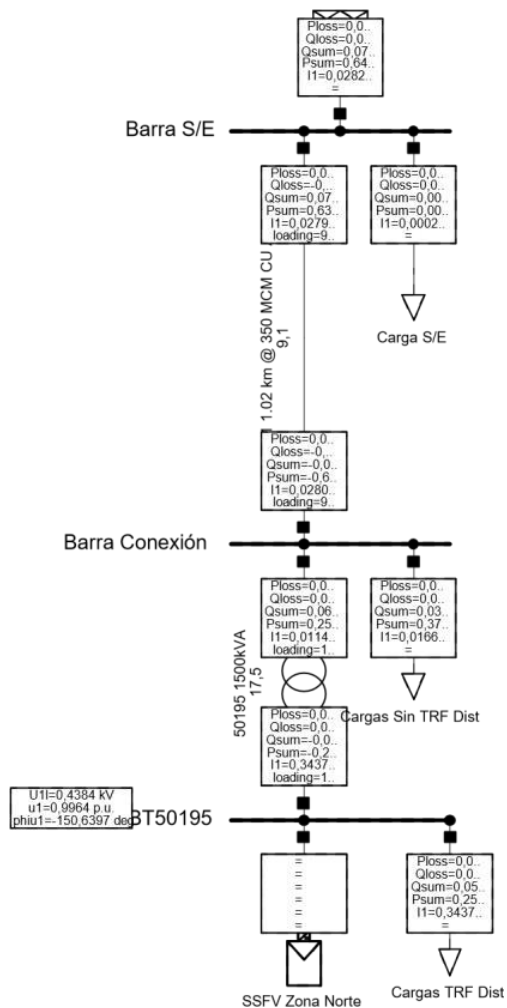 Ploss=0,0..
Qloss=0,0..
Qsum=0,07..
Psum=0,64..
I1=0,0282..
=
Barra S/E
Ploss=0,0..
Qloss=-0,..
Qsum=0,07..
Psum=0,63..
I1=0,0279..
loading=9..
Ploss=0,0..
Qloss=0,0..
Qsum=0,00..
Psum=0,00..
I1=0,0002..
=
1.02 km @ 350 MCM CU
9,1
Carga S/E
Ploss=0,0..
Qloss=-0,..
Qsum=-0,0..
Psum=-0,6..
I1=0,0280..
loading=9..
Barra Conexión
Ploss=0,0..
Qloss=0,0..
Qsum=0,06..
Psum=0,25..
I1=0,0114..
loading=1..
Ploss=0,0..
Qloss=0,0..
Qsum=0,03..
Psum=0,37..
I1=0,0166..
=
50195 1500kVA
17,5
Cargas Sin TRF Dist
Ploss=0,0..
Qloss=0,0..
Qsum=-0,0..
Psum=-0,2..
I1=0,3437..
loading=1..
U1l=0,4384 kV
u1=0,9964 p.u.
phiu1=-150,6397 deg
BT50195
=
=
=
=
=
=
Ploss=0,0..
Qloss=0,0..
Qsum=0,05..
Psum=0,25..
I1=0,3437..
=
SSFV Zona Norte
Cargas TRF Dist